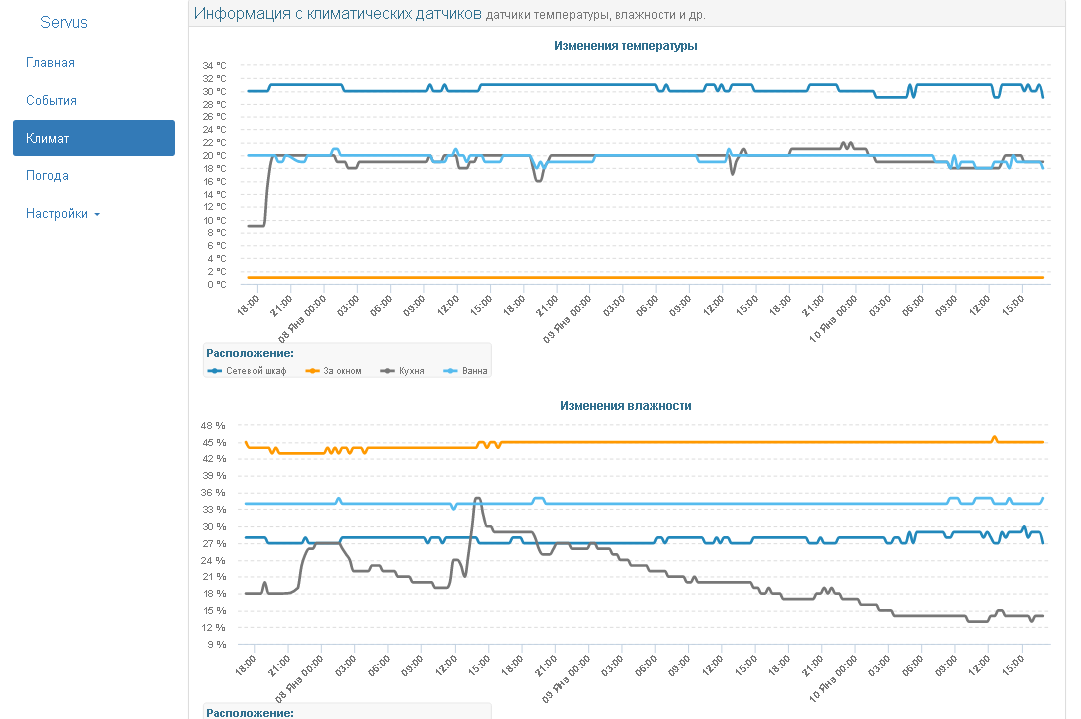 Servus
Главная
События
Климат
Погода
Настройки
Информация с климатических датчиков датчики температуры, влажности и др.
Изменения температуры
34 °C
32 °C
30 °C
28 °C
26 °C
24 °C
22 °C
20 °C
18 °C
16 °C
14 °C
12 °C
10 °C
8 °C
6 °C
4 °C
2 °C
0 °C
18:00 21:00 08 Янв 00:00 03:00 06:00 09:00 12:00 15:00 18:00 21:00 09 Янв 00:00 03:00 06:00 09:00 12:00 15:00 18:00 21:00 10 Янв 00:00 03:00 06:00 09:00 12:00 15:00
Расположение:
Сетевой шкаф За окном Кухня Ванна
Изменения влажности
48 %
45 %
42 %
39 %
36 %
33 %
30 %
27 %
24 %
21 %
18 %
15 %
12 %
9 %
18:00 21:00 08 Янв 00:00 03:00 06:00 09:00 12:00 15:00 18:00 21:00 09 Янв 00:00 03:00 06:00 09:00 12:00 15:00 18:00 21:00 10 Янв 00:00 03:00 06:00 09:00 12:00 15:00
Расположение: